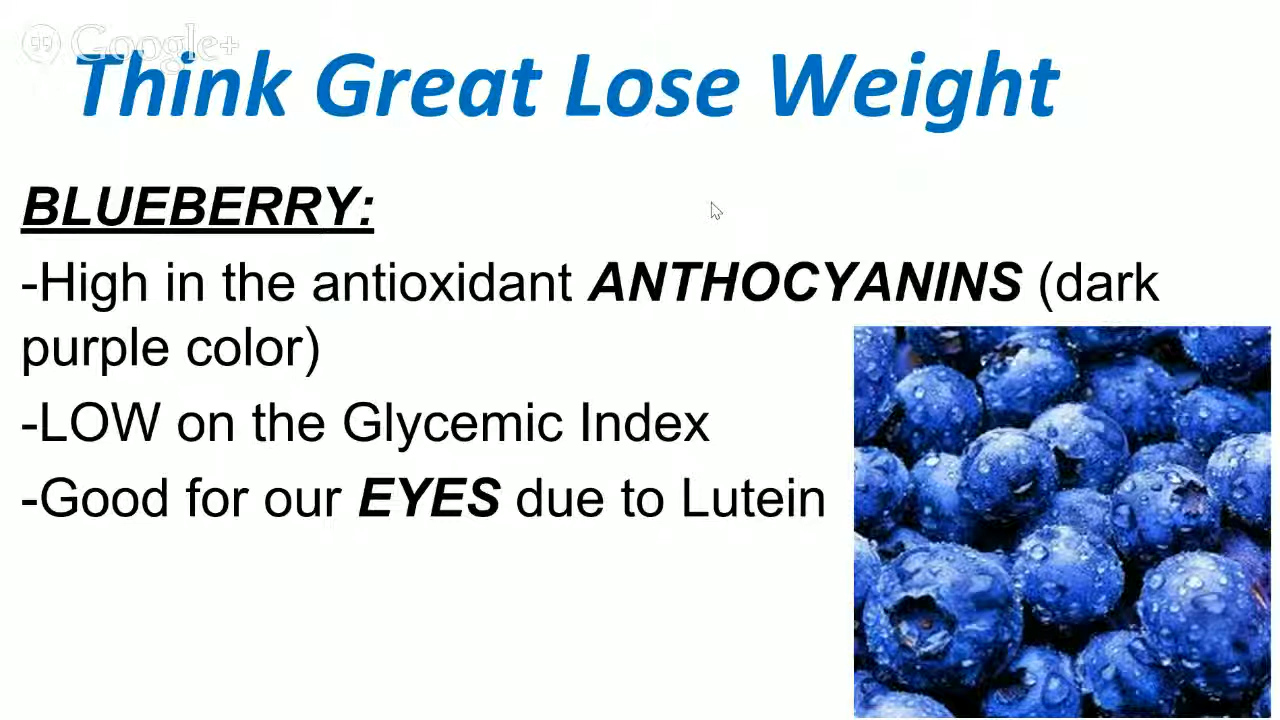 Google+
Think Great Lose Weight
BLUEBERRY:
-High in the antioxidant ANTHOCYANINS (dark
purple color)
-LOW on the Glycemic Index
-Good for our EYES due to Lutein